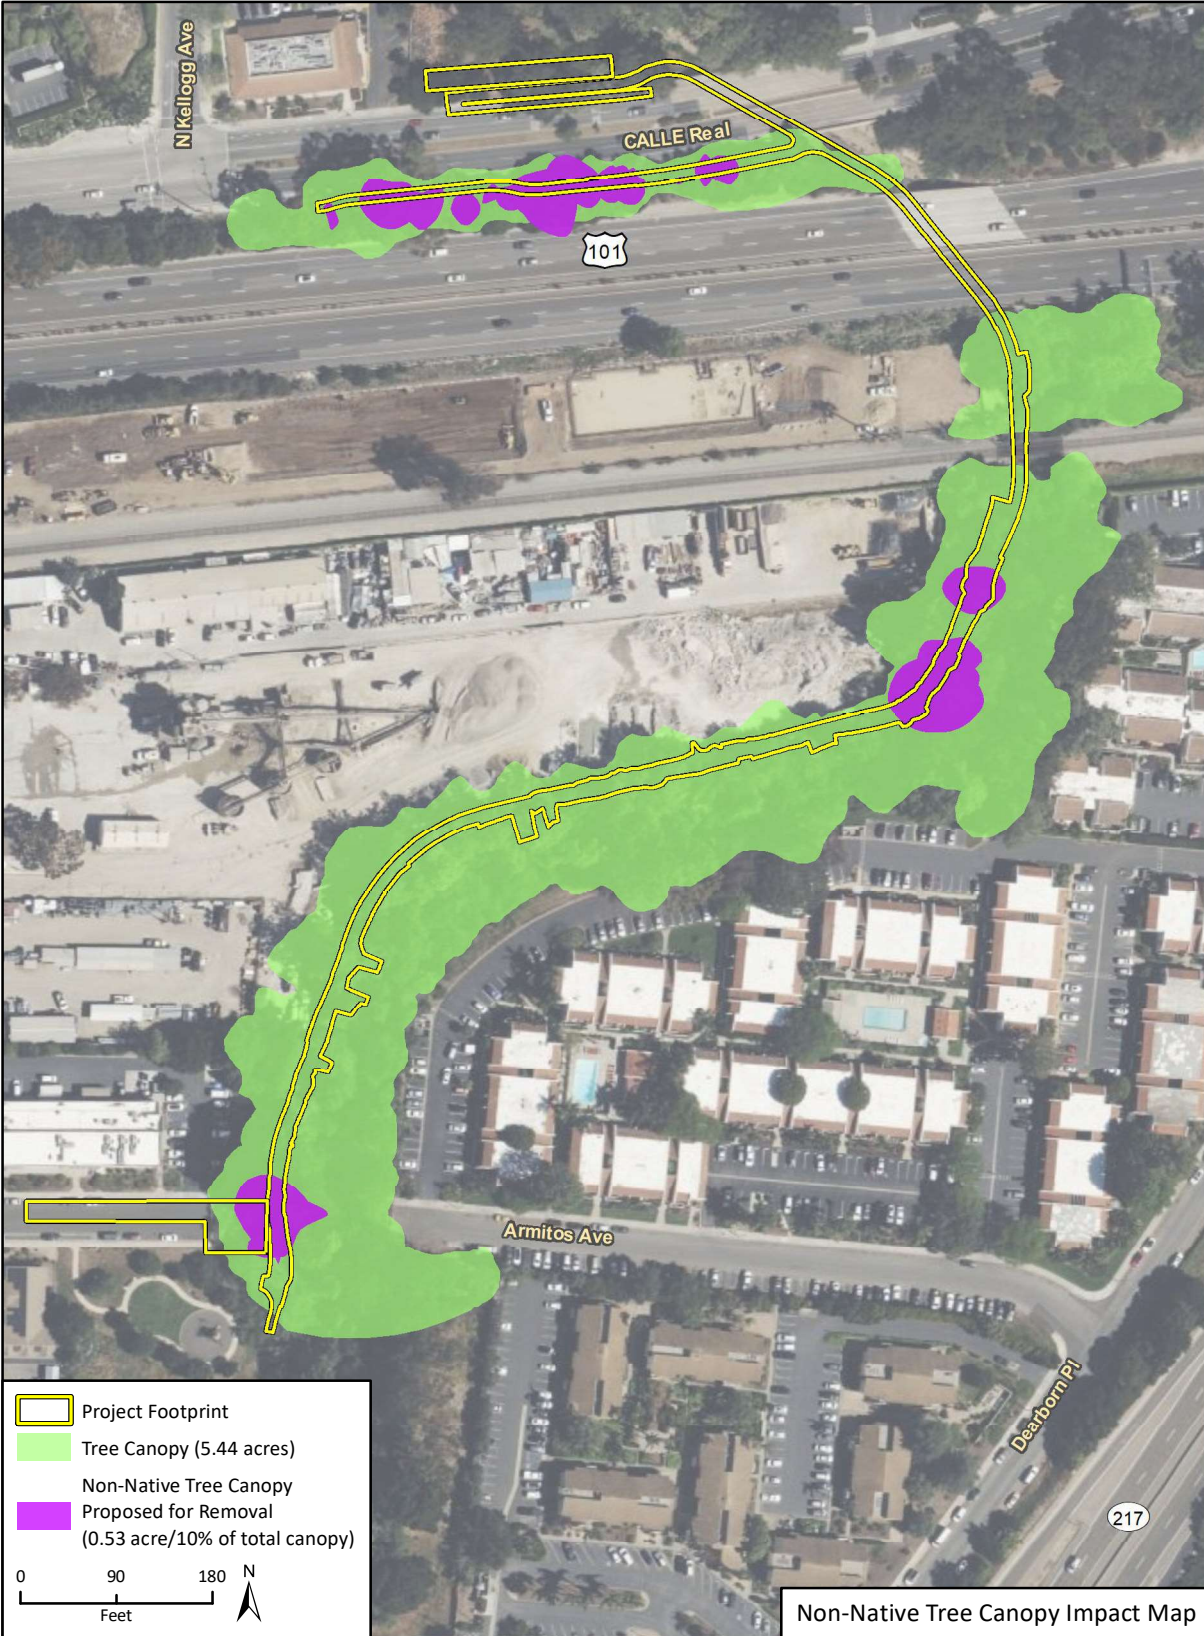 N Kellogg Ave
CALLE Real
101
Armitos Ave
Dearborn Pl
217
Project Footprint
Tree Canopy (5.44 acres)
Non-Native Tree Canopy
Proposed for Removal
(0.53 acre/10% of total canopy)
0 90 180
Feet
N
Non-Native Tree Canopy Impact Map